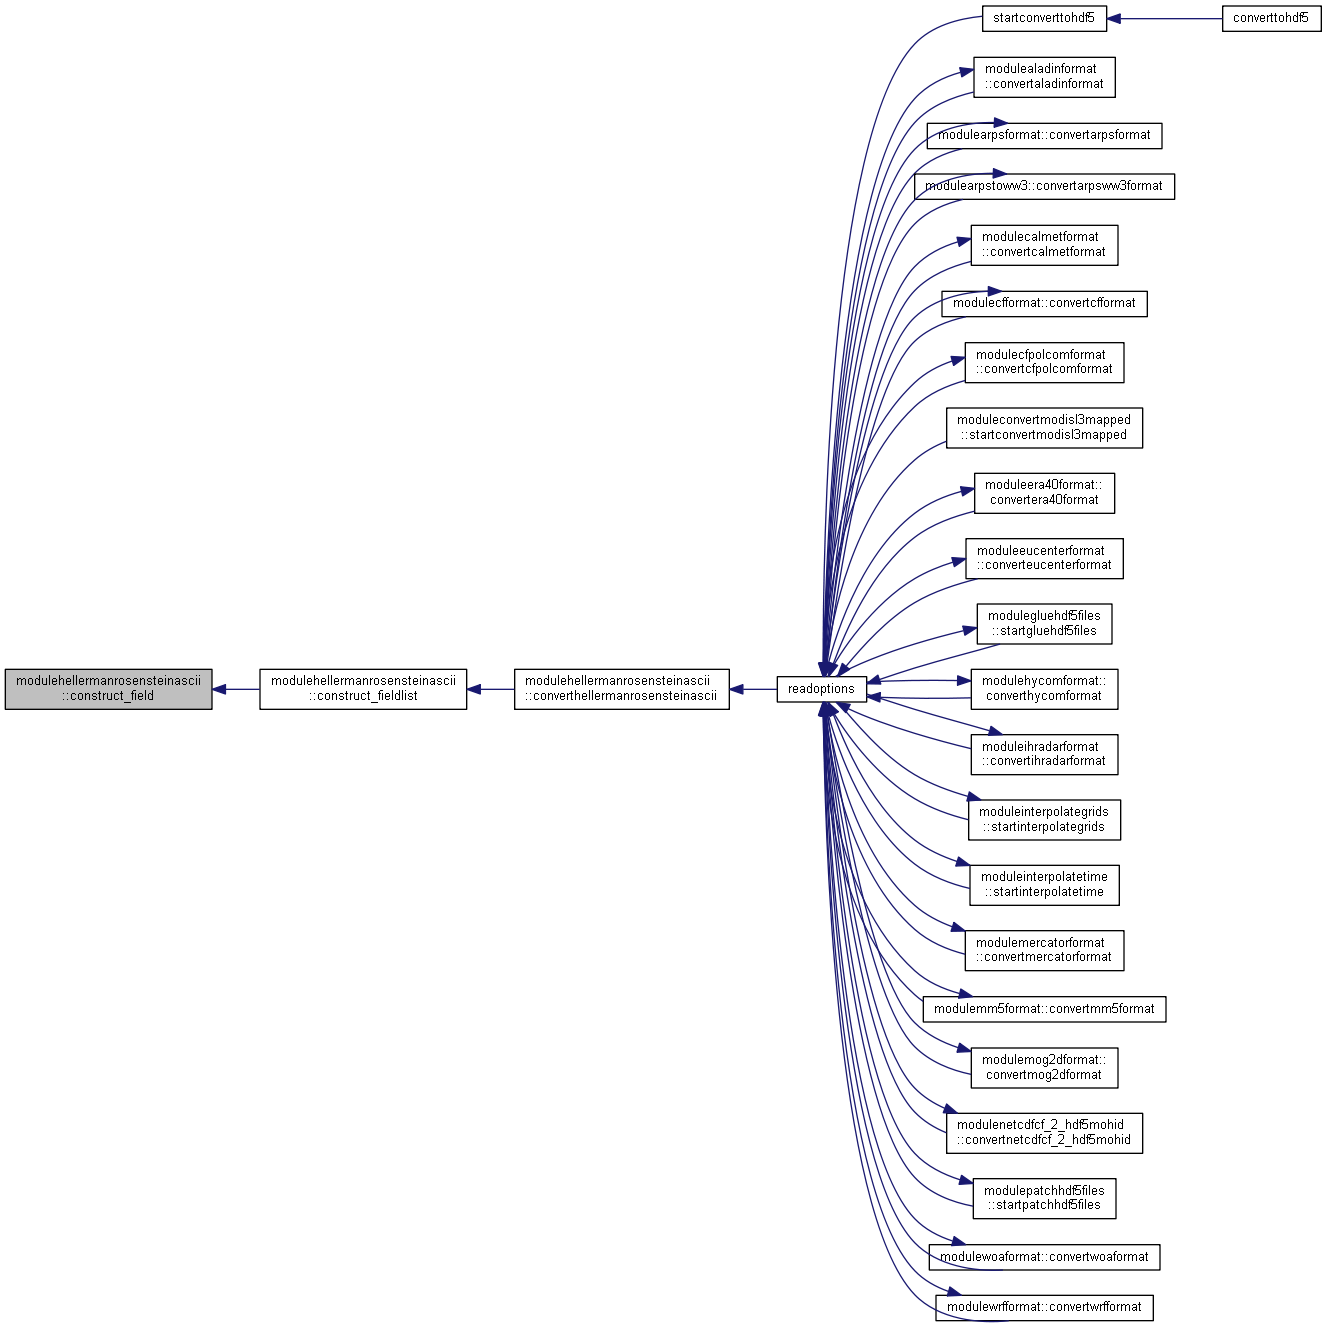 startconverttohdf5
converttohdf5
modulealadinformat
::convertaladinformat
modulearpsformat::convertarpsformat
modulearpstoww3::convertarpsww3format
modulecalmetformat
::convertcalmetformat
modulecfformat::convertcfformat
modulecfpolcomformat
::convertcfpolcomformat
moduleconvertmodisl3mapped
::startconvertmodisl3mapped
moduleera40format::
convertera40format
moduleeucenterformat
::converteucenterformat
modulegluehdf5files
::startgluehdf5files
modulehellermanrosensteinascii
::construct_field
modulehellermanrosensteinascii
::construct_fieldlist
modulehellermanrosensteinascii
::converthellermanrosensteinascii
readoptions
modulehycomformat::
converthycomformat
moduleihradarformat
::convertihradarformat
moduleinterpolategrids
::startinterpolategrids
moduleinterpolatetime
::startinterpolatetime
modulemercatorformat
::convertmercatorformat
modulemm5format::convertmm5format
modulemog2dformat::
convertmog2dformat
modulenetcdfcf_2_hdf5mohid
::convertnetcdfcf_2_hdf5mohid
modulepatchhdf5files
::startpatchhdf5files
modulewoaformat::convertwoaformat
modulewrfformat::convertwrfformat